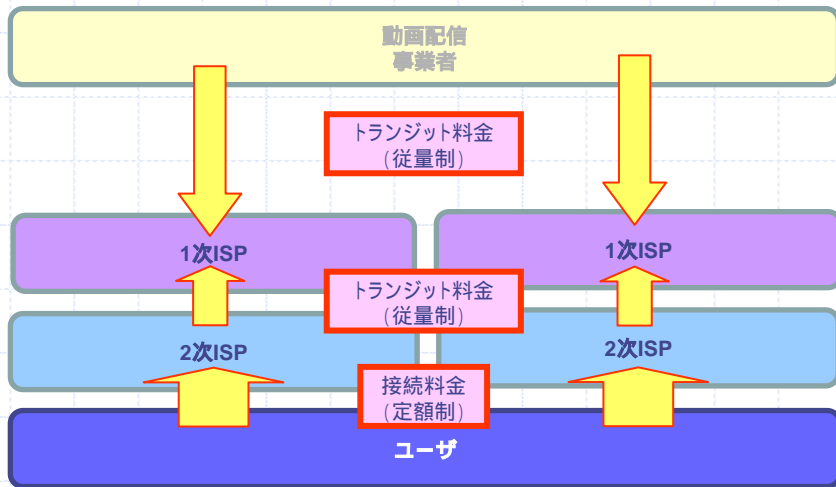 動画配信
事業者
トランジット料金
(従量制)
1次ISP
1次ISP
トランジット料金
(従量制)
2次ISP
2次ISP
接続料金
(定額制)
ユーザ